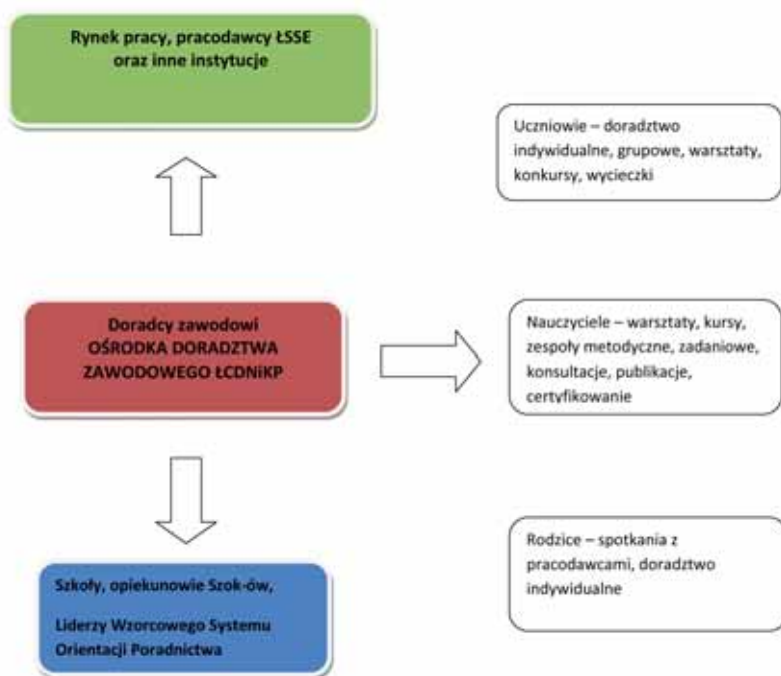 Rynek pracy, pracodawcy ŁSSE
oraz inne instytucje
Uczniowie – doradztwo
indywidualne, grupowe, warsztaty,
konkursy, wycieczki
Doradcy zawodowi
OŚRODKA DORADZTWA
ZAWODOWEGO ŁCDNiKP
Nauczyciele – warsztaty, kursy,
zespoły metodyczne, zadaniowe,
konsultacje, publikacje,
certyfikowanie
Szkoły, opiekunowie Szok-ów,
Liderzy Wzorcowego Systemu
Orientacji Poradnictwa
Rodzice – spotkania z
pracodawcami, doradztwo
indywidualne